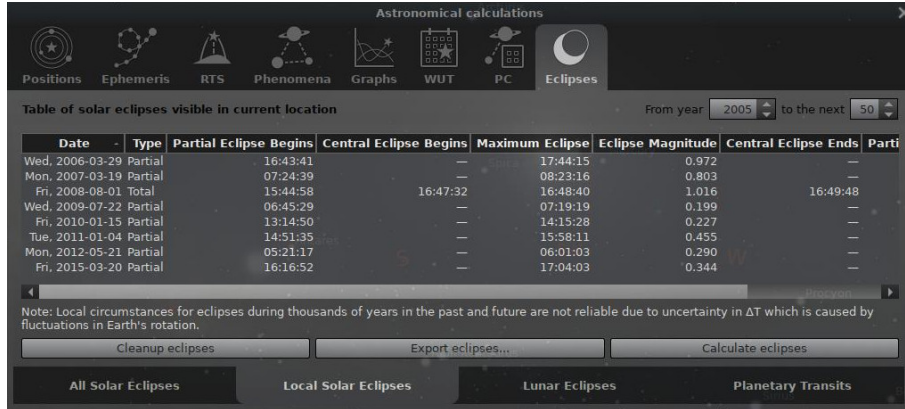 Astronomical calculations
Positions Ephemeris RTS Phenomena Graphs WUT PC Eclipses
Table of solar eclipses visible in current location From year 2005 to the next 50
Date Type Partial Eclipse Begins Central Eclipse Begins Maximum Eclipse Eclipse Magnitude Central Eclipse Ends Parti
Wed, 2006-03-29 Partial 16:43:41 — 17:44:15 0.972 —
Mon, 2007-03-19 Partial 07:24:39 — 08:23:16 0.803 —
Fri, 2008-08-01 Total 15:44:58 16:47:32 16:48:40 1.016 16:49:48
Wed, 2009-07-22 Partial 06:45:29 — 07:19:19 0.199 —
Fri, 2010-01-15 Partial 13:14:50 — 14:15:28 0.227 —
Tue, 2011-01-04 Partial 14:51:35 — 15:58:11 0.455 —
Mon, 2012-05-21 Partial 05:21:17 — 06:01:03 0.290 —
Fri, 2015-03-20 Partial 16:16:52 — 17:04:03 0.344 —
S W
Procyon
Note: Local circumstances for eclipses during thousands of years in the past and future are not reliable due to uncertainty in ΔT which is caused by
fluctuations in Earth's rotation.
Cleanup eclipses Export eclipses... Calculate eclipses
All Solar Eclipses Local Solar Eclipses Lunar Eclipses Planetary Transits
Sirius